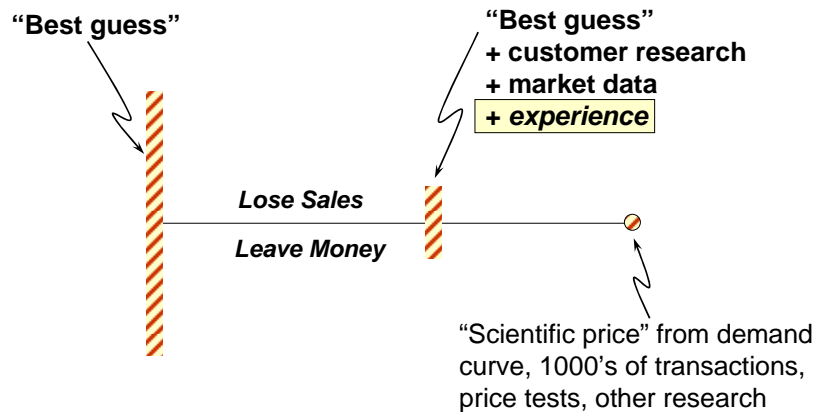 “Best guess”
“Best guess”
+ customer research
+ market data
+ experience
Lose Sales
Leave Money
“Scientific price” from demand
curve, 1000’s of transactions,
price tests, other research